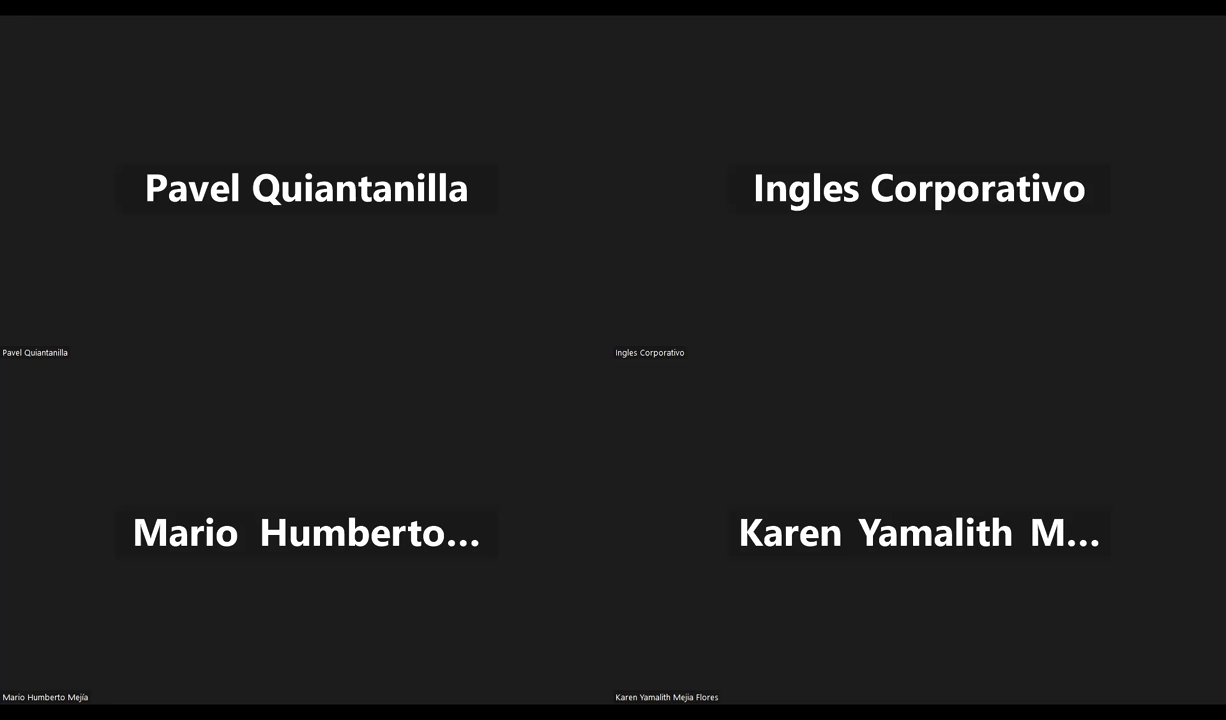 Pavel Quiantanilla
Ingles Corporativo
Pavel Quiantanilla
Ingles Corporativo
Mario Humberto...
Karen Yamalith M...
Mario Humberto Mejía
Karen Yamalith Mejia Flores